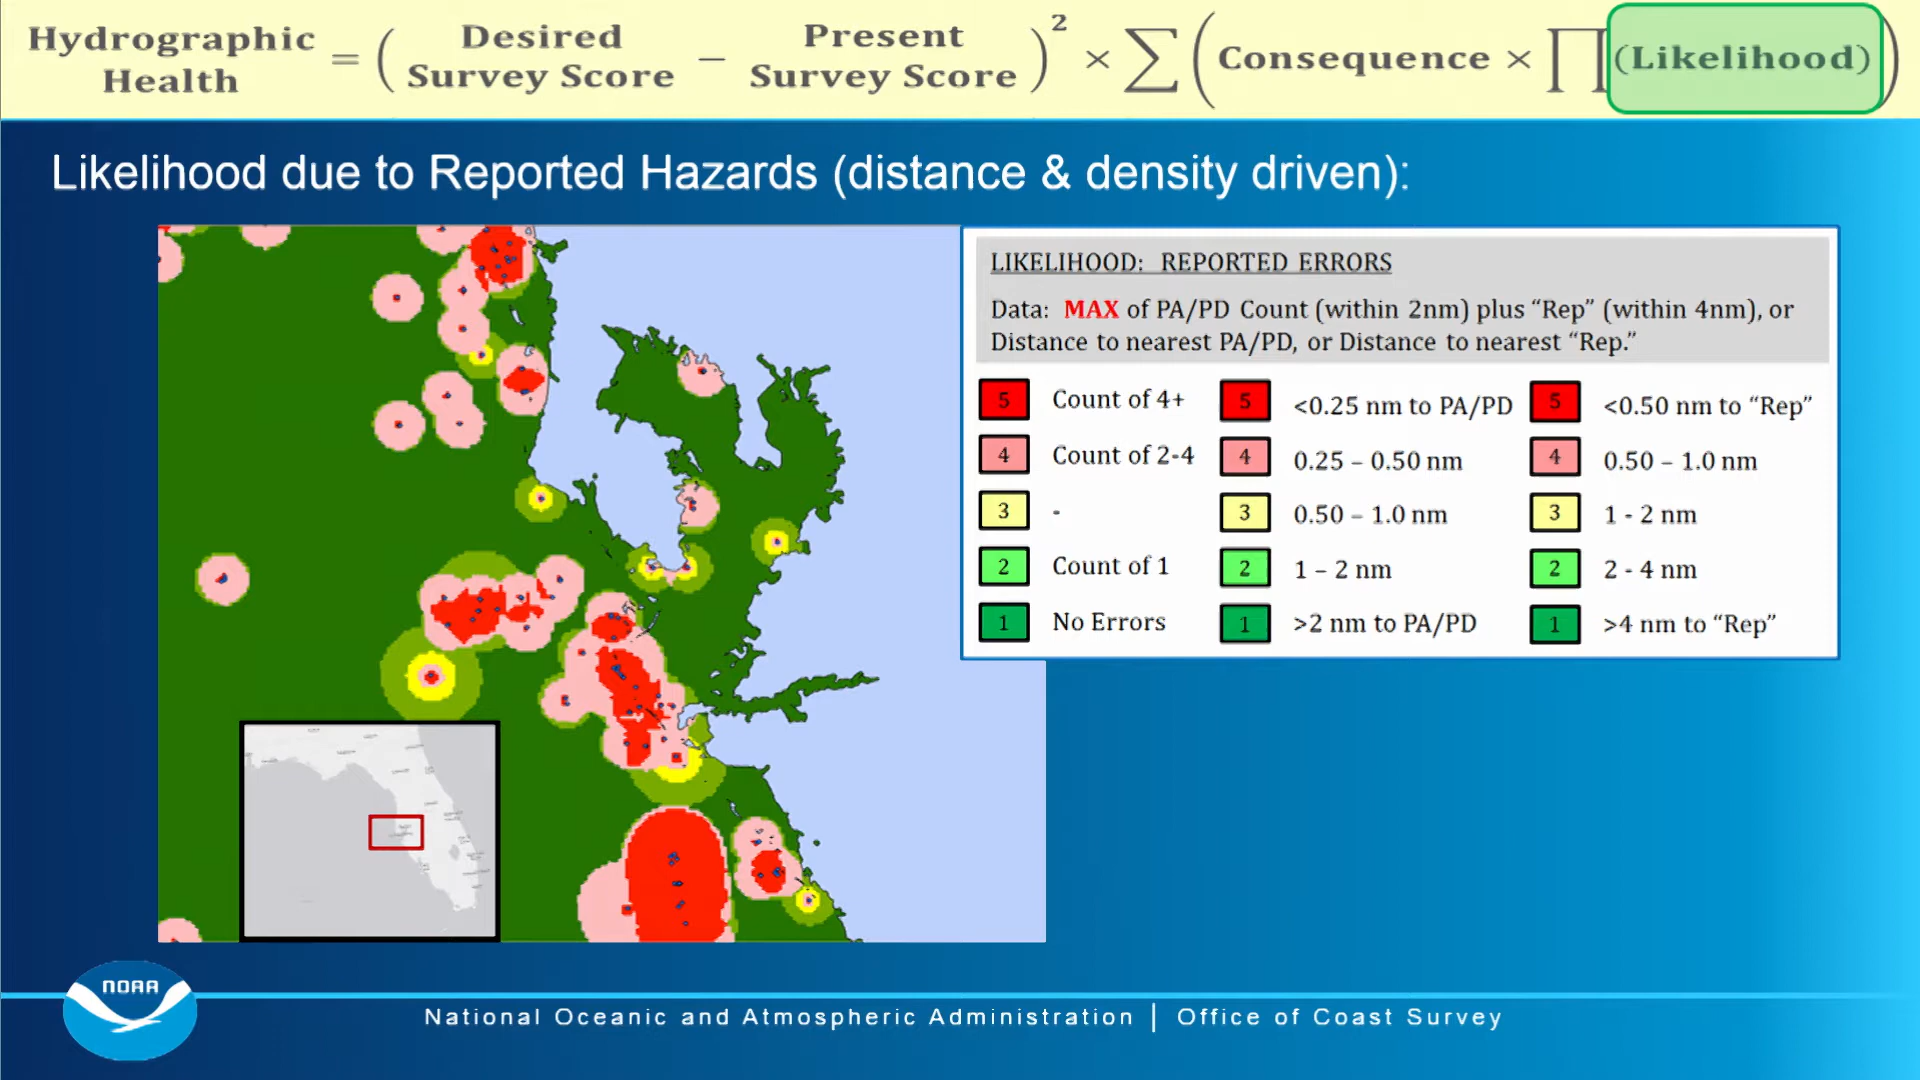 Hydrographic Health = ( Desired Survey Score − Present Survey Score )² × ∑ ( Consequence × ∏ (Likelihood) )
Likelihood due to Reported Hazards (distance & density driven):
LIKELIHOOD: REPORTED ERRORS
Data: MAX of PA/PD Count (within 2nm) plus “Rep” (within 4nm), or
Distance to nearest PA/PD, or Distance to nearest “Rep.”
5 Count of 4+ 5 <0.25 nm to PA/PD 5 <0.50 nm to “Rep”
4 Count of 2-4 4 0.25 – 0.50 nm 4 0.50 – 1.0 nm
3 - 3 0.50 – 1.0 nm 3 1 - 2 nm
2 Count of 1 2 1 – 2 nm 2 2 - 4 nm
1 No Errors 1 >2 nm to PA/PD 1 >4 nm to “Rep”
NOAA
National Oceanic and Atmospheric Administration | Office of Coast Survey